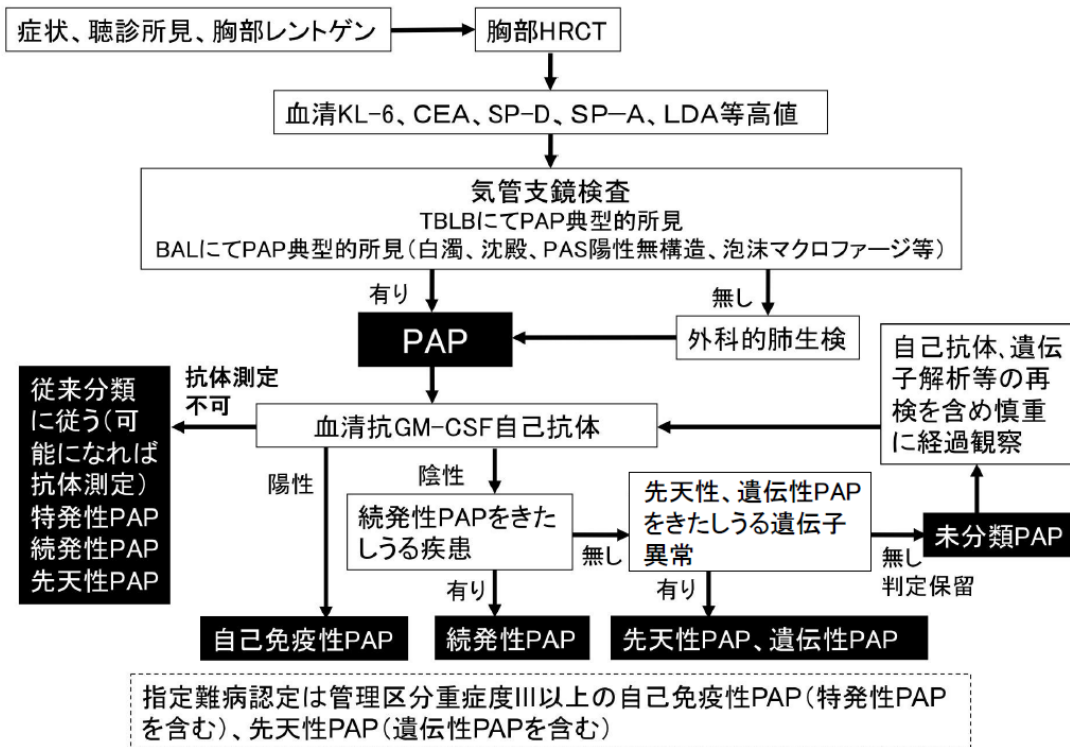 症状、聴診所見、胸部レントゲン
胸部HRCT
血清KL-6、CEA、SP-D、SP-A、LDA等高値
気管支鏡検査
TBLBにてPAP典型的所見
BALにてPAP典型的所見(白濁、沈殿、PAS陽性無構造、泡沫マクロファージ等)
有り
無し
PAP
外科的肺生検
自己抗体、遺伝
子解析等の再
検を含め慎重
に経過観察
従来分類
に従う(可
能になれば
抗体測定)
特発性PAP
続発性PAP
先天性PAP
抗体測定
不可
血清抗GM-CSF自己抗体
陽性
陰性
続発性PAPをきた
しうる疾患
無し
先天性、遺伝性PAP
をきたしうる遺伝子
異常
無し
判定保留
未分類PAP
有り
有り
自己免疫性PAP
続発性PAP
先天性PAP、遺伝性PAP
指定難病認定は管理区分重症度III以上の自己免疫性PAP(特発性PAP
を含む)、先天性PAP(遺伝性PAPを含む)